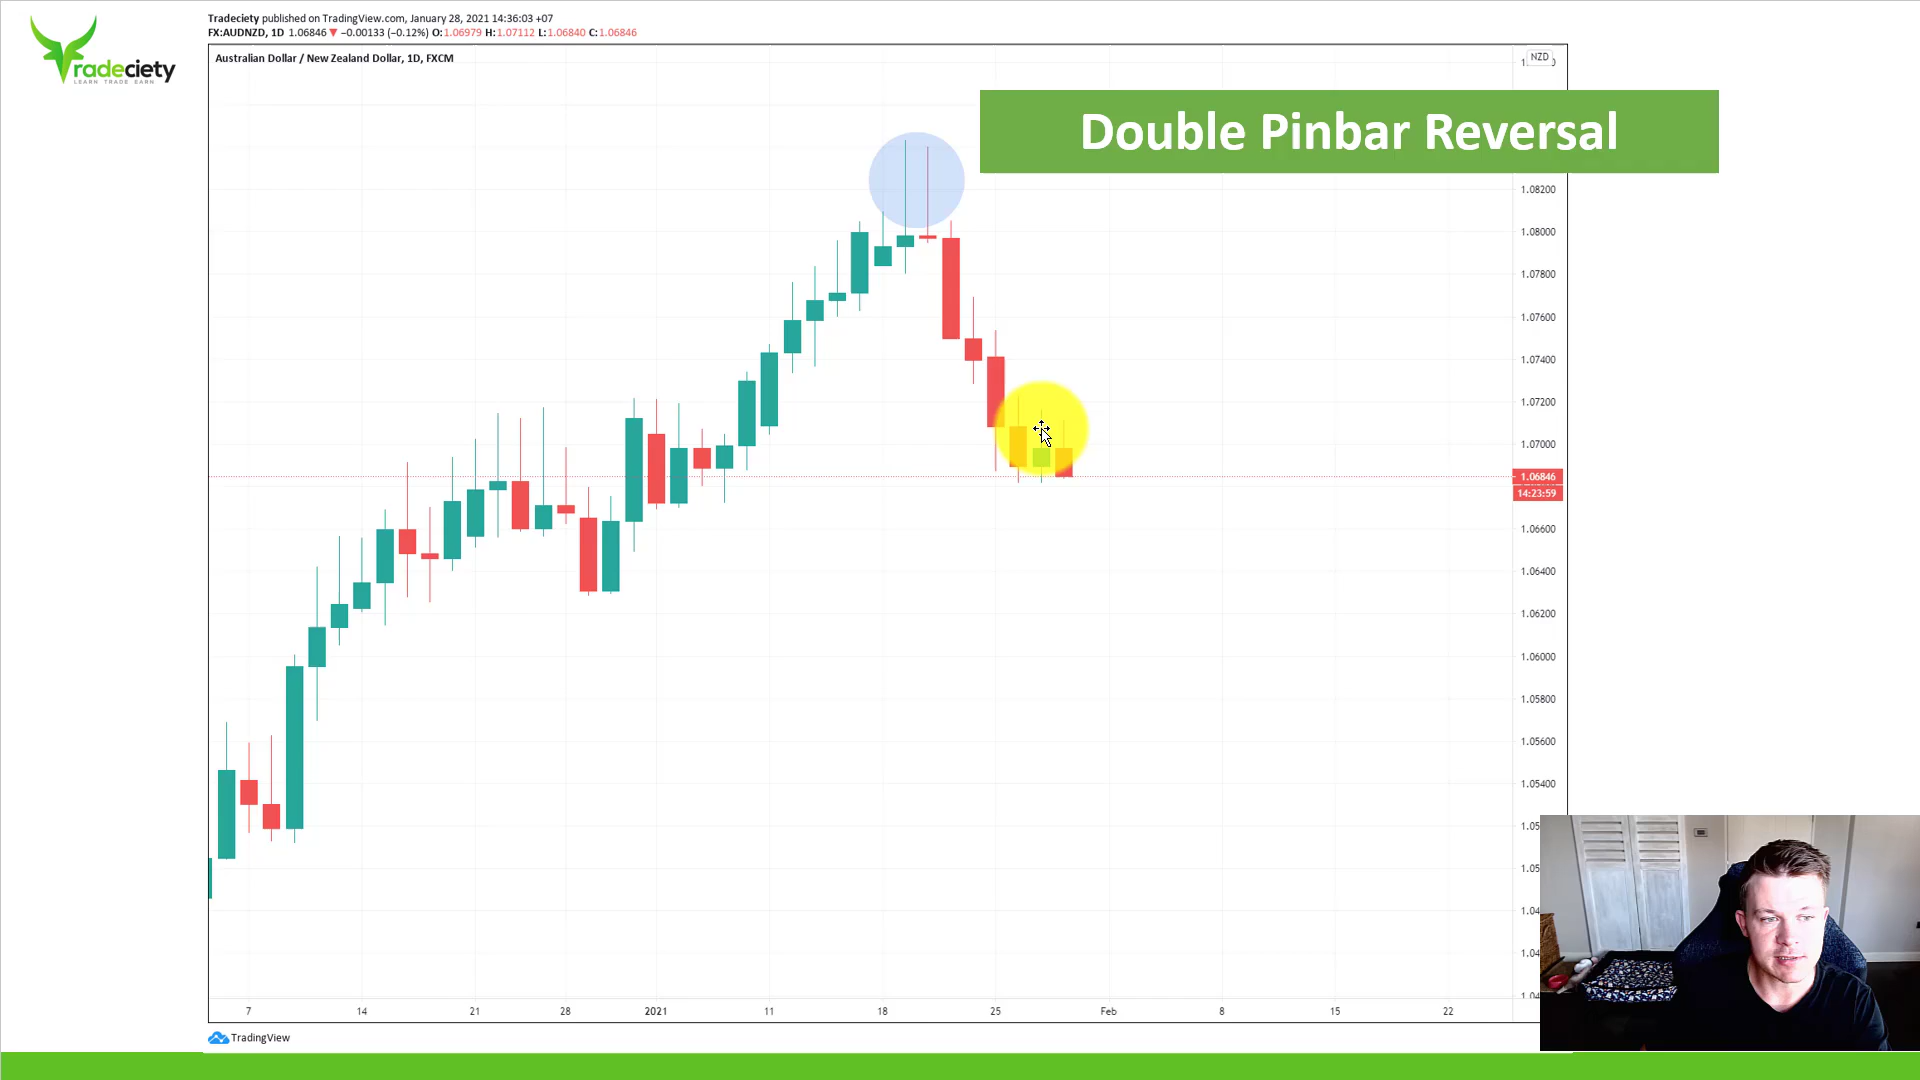 Tradeciety published on TradingView.com, January 28, 2021 14:36:03 +07
FX:AUDNZD, 1D 1.06846 ▼ −0.00133 (−0.12%) O:1.06979 H:1.07112 L:1.06840 C:1.06846
radeciety
LEARN TRADE EARN
Australian Dollar / New Zealand Dollar, 1D, FXCM
NZD
Double Pinbar Reversal
1.08200
1.08000
1.07800
1.07600
1.07400
1.07200
1.07000
1.06846
14:23:59
1.06600
1.06400
1.06200
1.06000
1.05800
1.05600
1.05400
7 14 21 28 2021 11 18 25 Feb 8 15 22
TradingView